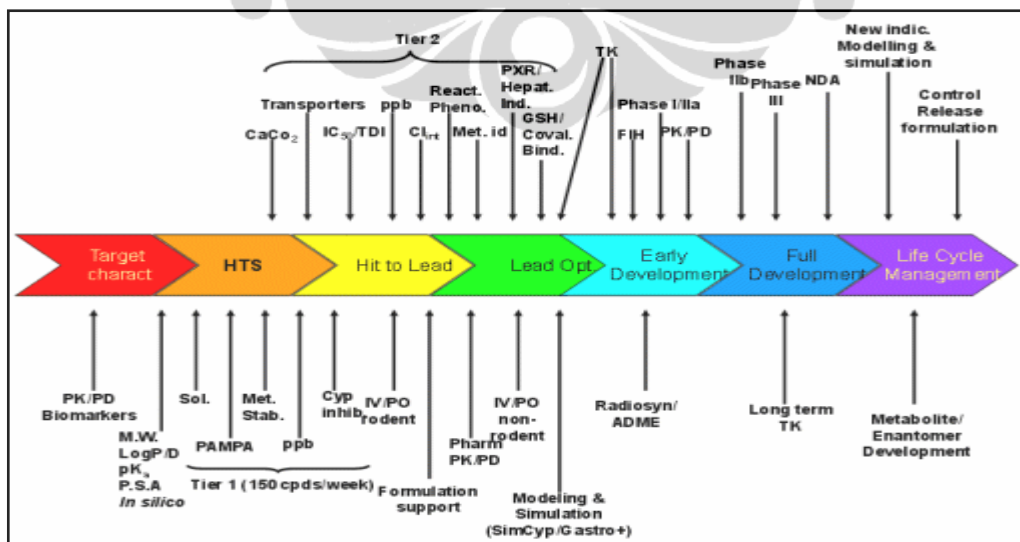 Tier 2
TK
New indic.
Modelling &
simulation
Transporters
ppb
React.
Pheno.
PXR/
Hepat.
Ind.
Phase I/IIa
Phase
IIb
Phase
III
NDA
Control
Release
formulation
CaCo₂
IC₅₀/TDI
Cl_int
Met. id
GSH/
Coval.
Bind.
FIH
PK/PD
Target
charact
HTS
Hit to Lead
Lead Opt.
Early
Development
Full
Development
Life Cycle
Management
PK/PD
Biomarkers
M.W.
LogP/D
pKₐ
P.S.A
In silico
Sol.
PAMPA
Met.
Stab.
ppb
Cyp
inhib
Tier 1 (150 cpds/week)
IV/PO
rodent
Formulation
support
Pharm
PK/PD
IV/PO
non-
rodent
Modeling &
Simulation
(SimCyp/Gastro+)
Radiosyn/
ADME
Long term
TK
Metabolite/
Enantomer
Development